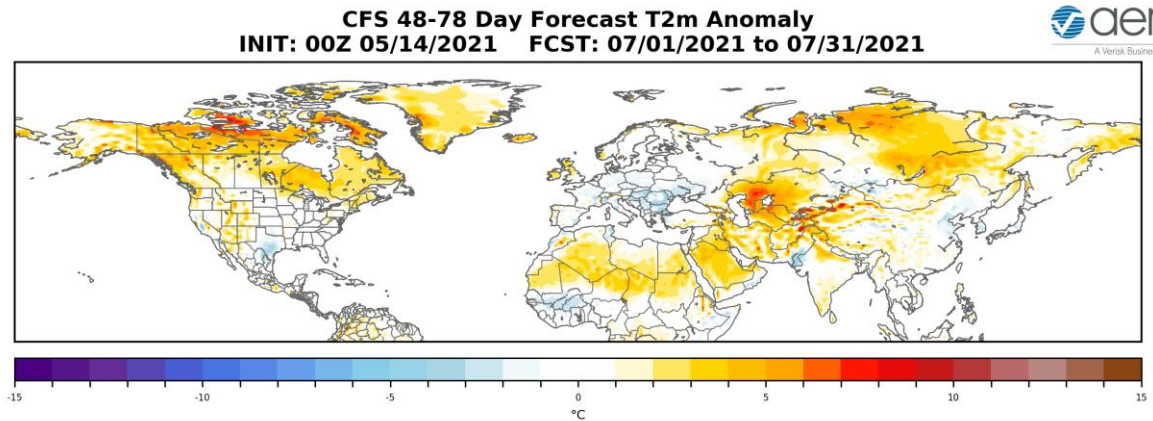 CFS 48-78 Day Forecast T2m Anomaly
INIT: 00Z 05/14/2021 FCST: 07/01/2021 to 07/31/2021
aer
A Verisk Busine
-15 -10 -5 0 5 10 15
°C